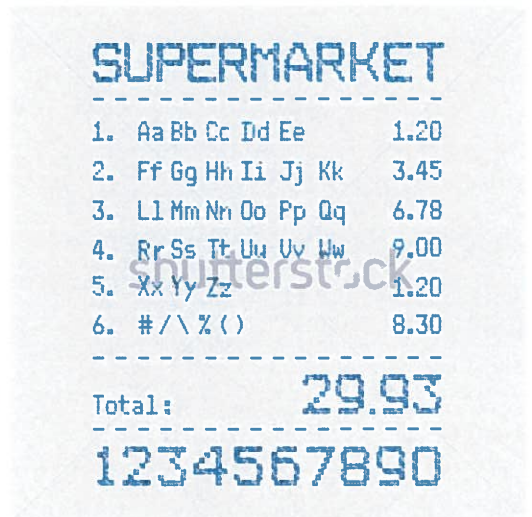 SUPERMARKET
1. Aa Bb Cc Dd Ee 1.20
2. Ff Gg Hh Ii Jj Kk 3.45
3. Ll Mm Nn Oo Pp Qq 6.78
4. Rr Ss Tt Uu Vv Ww 9.00
shutterstock
5. Xx Yy Zz 1.20
6. #/\%() 8.30
Total: 29.93
1234567890